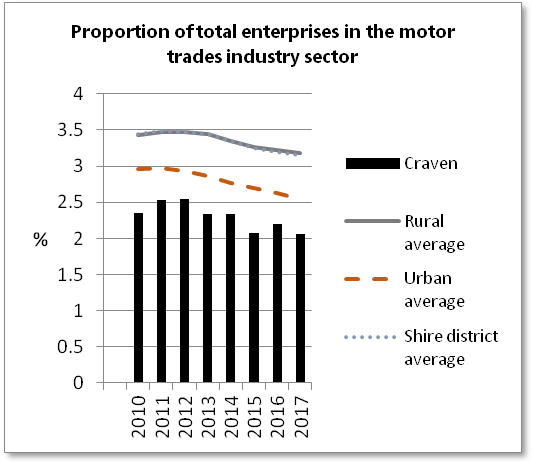 Proportion of total enterprises in the motor
trades industry sector
4
3.5
3
2.5
2
1.5
1
0.5
0
%
2010
2011
2012
2013
2014
2015
2016
2017
Craven
Rural
average
Urban
average
Shire district
average